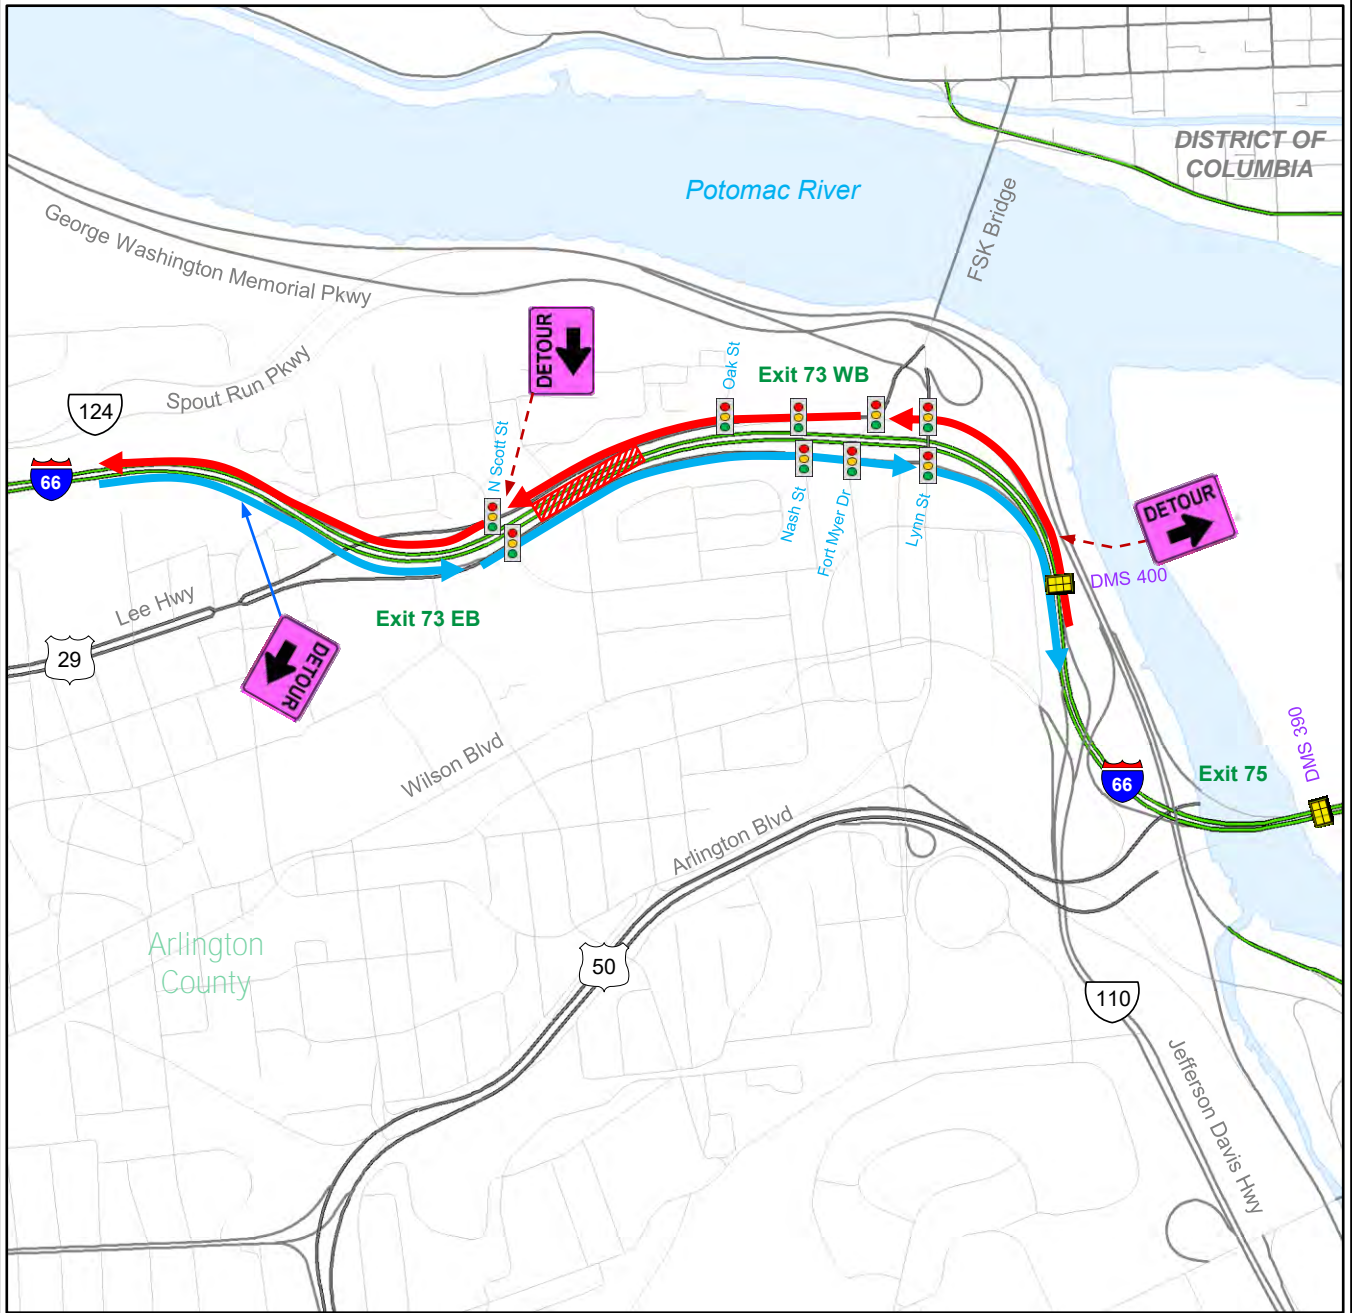 DISTRICT OF
COLUMBIA
Potomac River
FSK Bridge
George Washington Memorial Pkwy
DETOUR
Oak St
Exit 73 WB
Spout Run Pkwy
124
N Scott St
66
Nash St
Fort Myer Dr
Lynn St
DETOUR
DMS 400
Lee Hwy
Exit 73 EB
29
DETOUR
DMS 390
Wilson Blvd
66
Exit 75
Arlington Blvd
Arlington
County
50
110
Jefferson Davis Hwy